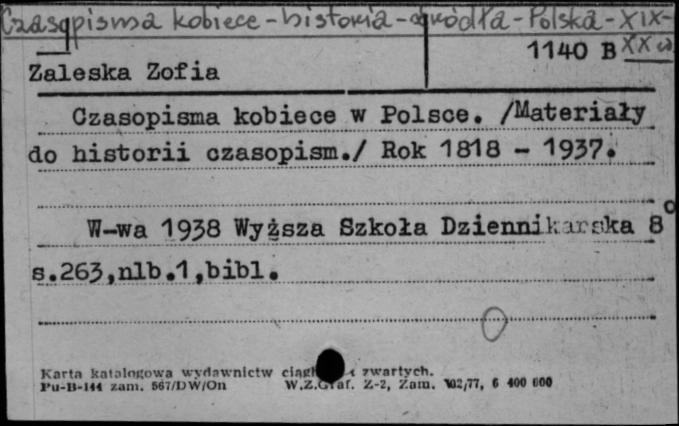 Czasopisma kobiece - historia - źródła - Polska - XIX-
XX w
1140 B
Zaleska Zofia
Czasopisma kobiece w Polsce. /Materiały
do historii czasopism./ Rok 1818 - 1937.
W-wa 1938 Wyższa Szkoła Dziennikarska 8°
s.263,nlb.1,bibl.
Karta katalogowa wydawnictw zwartych.
Pu-B-144 zam. 567/DW/On W.Z.Graf. Z-2, Zam. 6 400 000